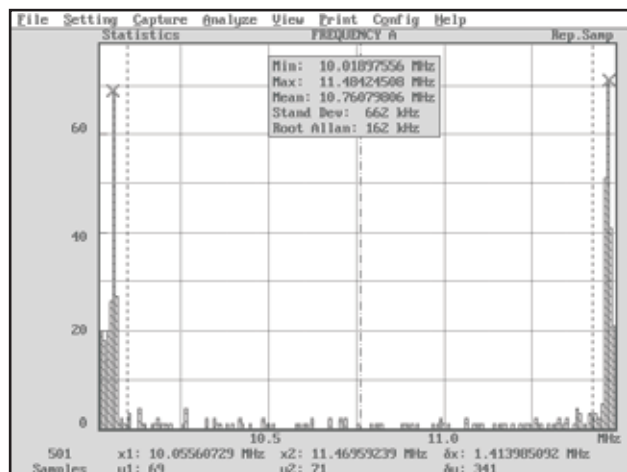 File Setting Capture Analyze View Print Config Help
Statistics FREQUENCY A Rep.Samp
Min: 10.01897556 MHz
Max: 11.48424508 MHz
Mean: 10.76079806 MHz
Stand Dev: 662 kHz
Root Allan: 162 kHz
60
40
20
0
10.5 11.0 MHz
501 x1: 10.05560729 MHz x2: 11.46959239 MHz δx: 1.413985092 MHz
Samples y1: 69 y2: 71 δy: 341